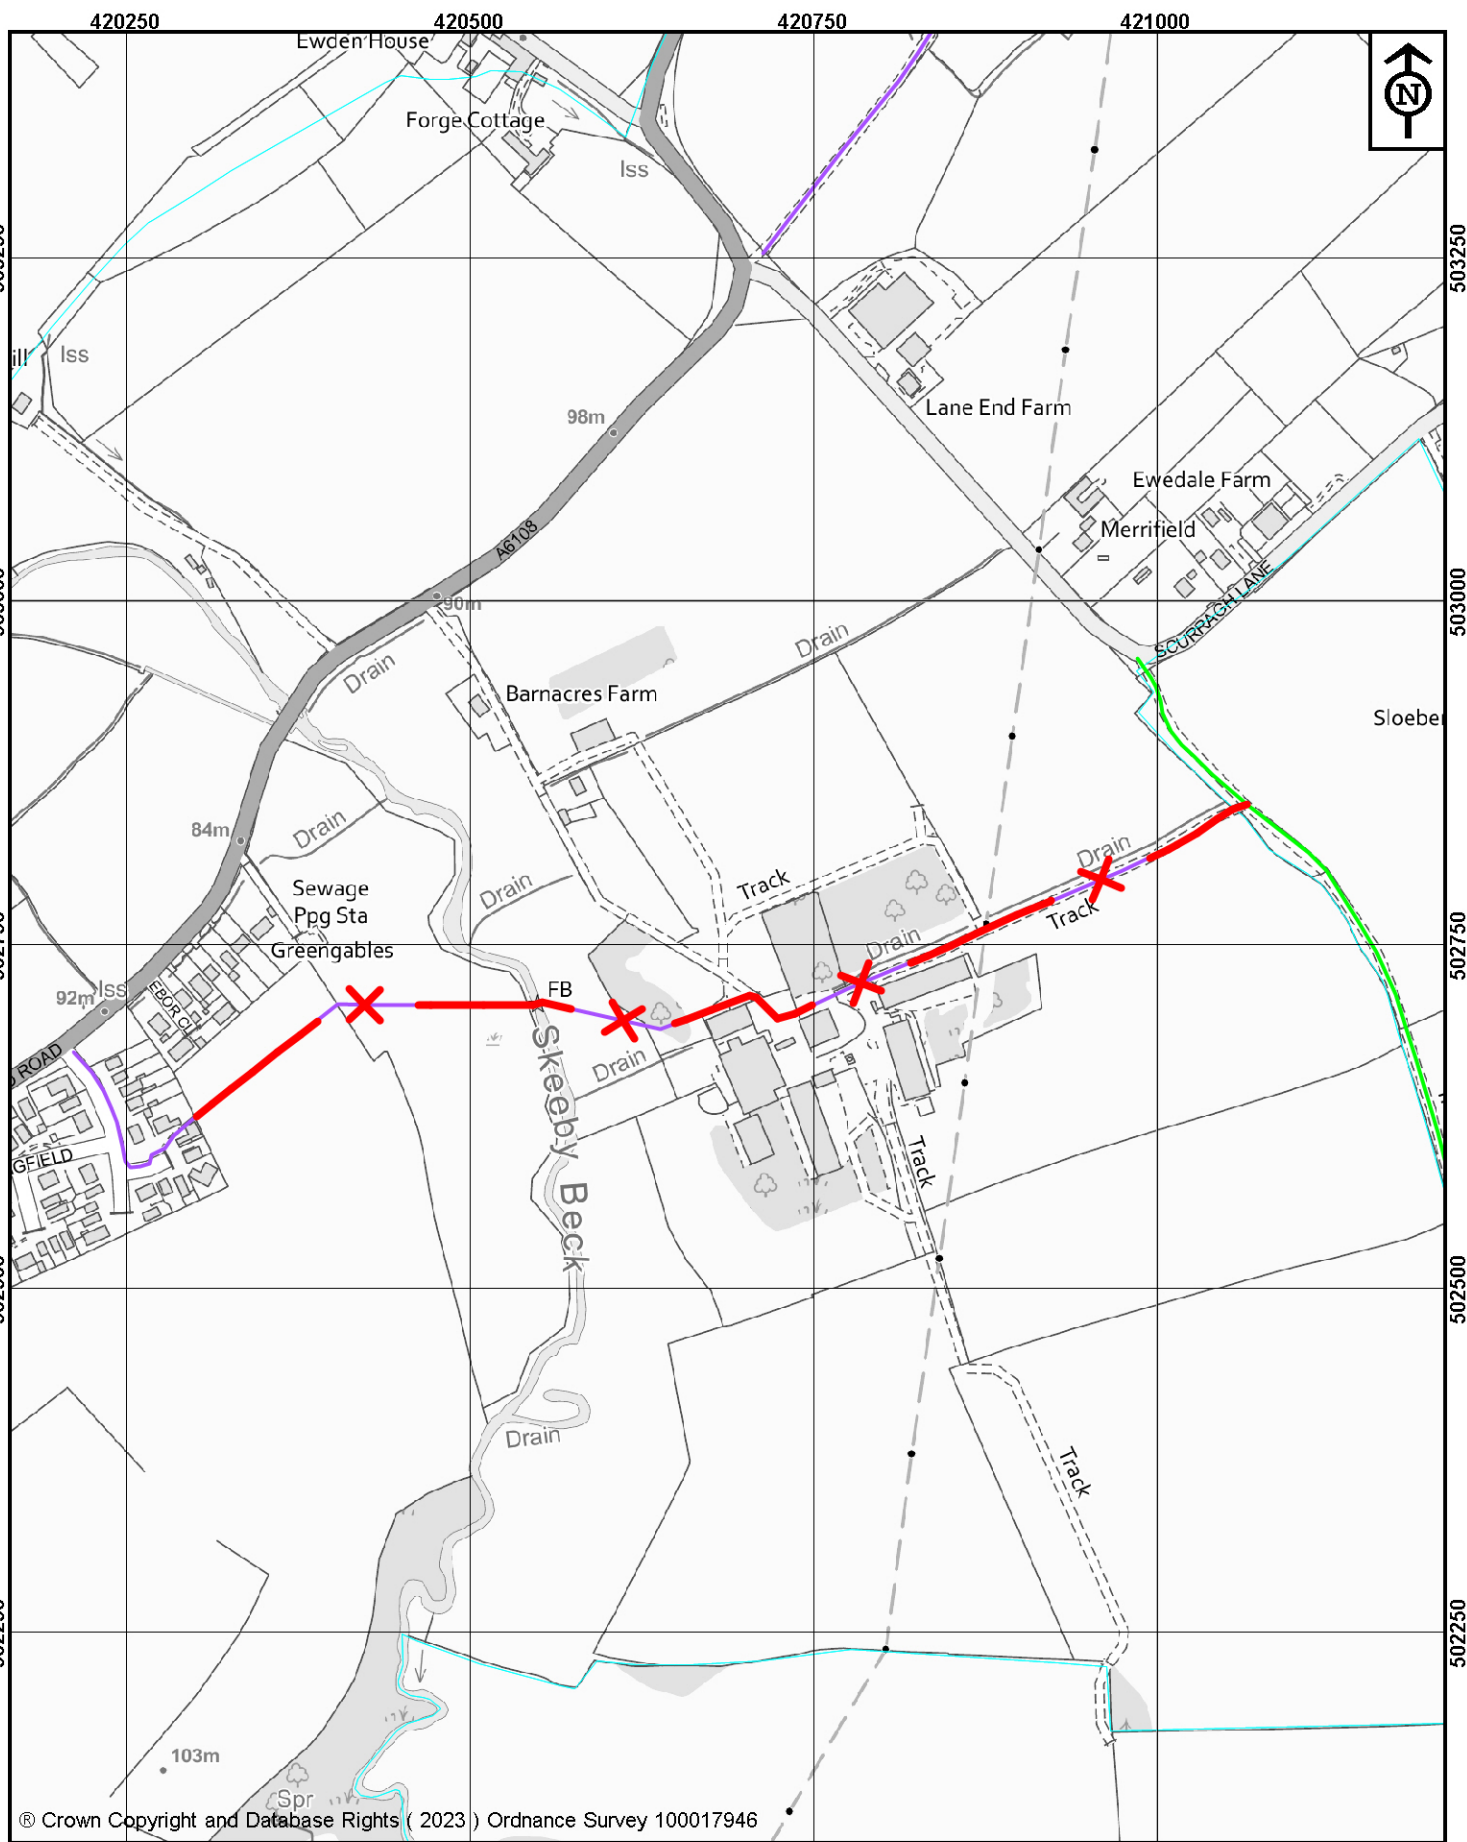 420250 420500 420750 421000
Ewden House
N
Forge Cottage
Iss
503250
ill
Iss
Lane End Farm
98m
Ewedale Farm
Merrifield
A6108
503000
90m
SCURRAGH LANE
Drain
Drain
Barnacres Farm
Sloeber
84m
Drain
Drain
Sewage
Ppg Sta
Track
Drain
Track
Greengables
Drain
502750
92m
Iss
EBOR C
FB
ROAD
Drain
Skeeby Beck
GFIELD
Track
502500
Drain
Track
502250
103m
Spr
® Crown Copyright and Database Rights ( 2023 ) Ordnance Survey 100017946